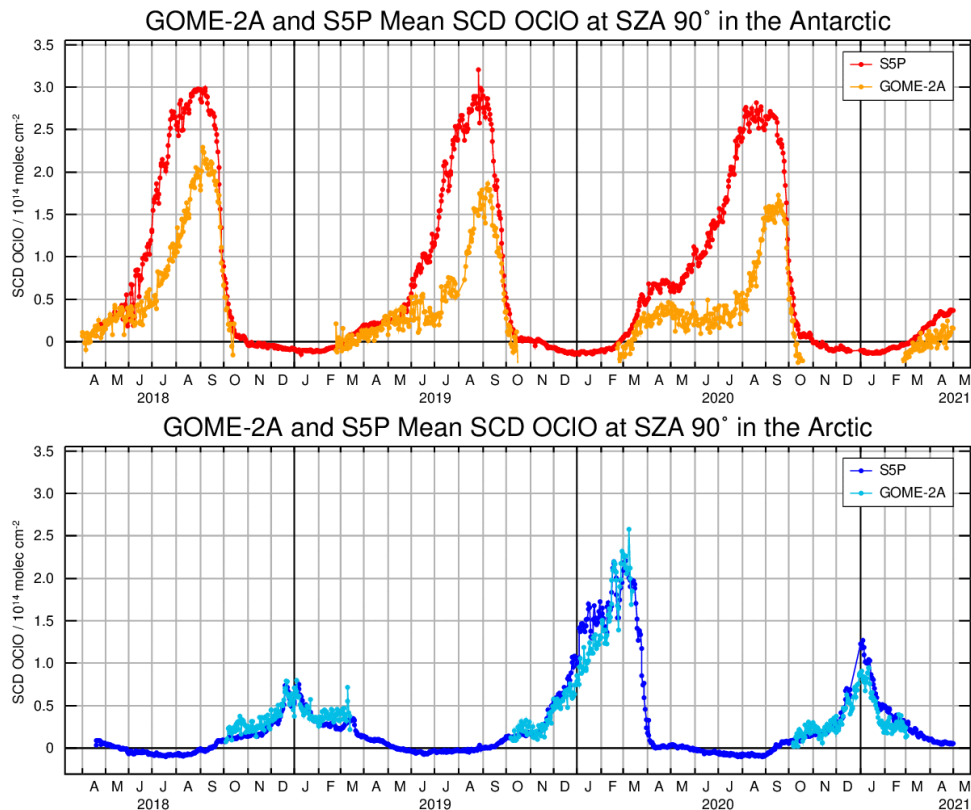 GOME-2A and S5P Mean SCD OClO at SZA 90˚ in the Antarctic
SCD OClO / 10¹⁴ molec cm⁻²
3.5
3.0
2.5
2.0
1.5
1.0
0.5
0
S5P
GOME-2A
A M J J A S O N D J F M A M J J A S O N D J F M A M J J A S O N D J F M A M
2018 2019 2020 2021
GOME-2A and S5P Mean SCD OClO at SZA 90˚ in the Arctic
SCD OClO / 10¹⁴ molec cm⁻²
3.5
3.0
2.5
2.0
1.5
1.0
0.5
0
S5P
GOME-2A
A M J J A S O N D J F M A M J J A S O N D J F M A M J J A S O N D J F M A M
2018 2019 2020 2021